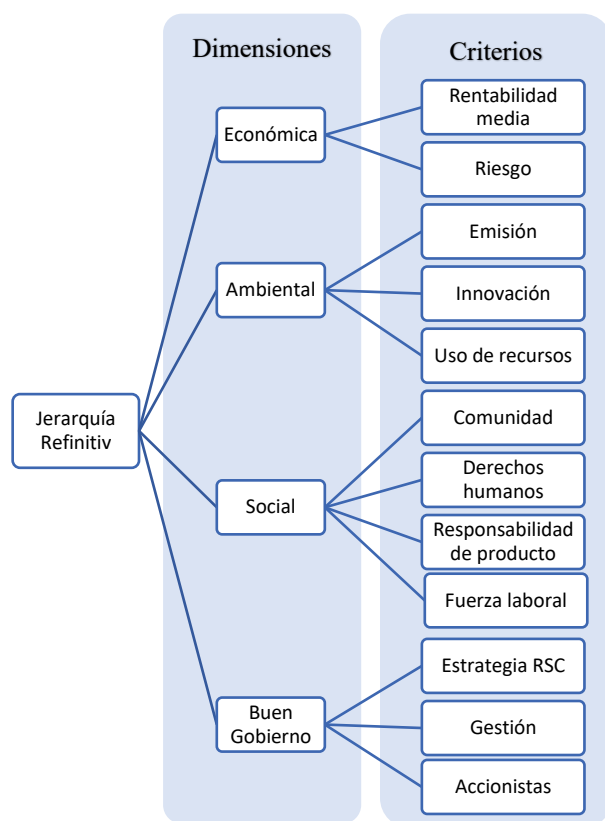 Dimensiones
Criterios
Jerarquía
Refinitiv
Económica
Rentabilidad
media
Riesgo
Ambiental
Emisión
Innovación
Uso de recursos
Social
Comunidad
Derechos
humanos
Responsabilidad
de producto
Fuerza laboral
Buen
Gobierno
Estrategia RSC
Gestión
Accionistas